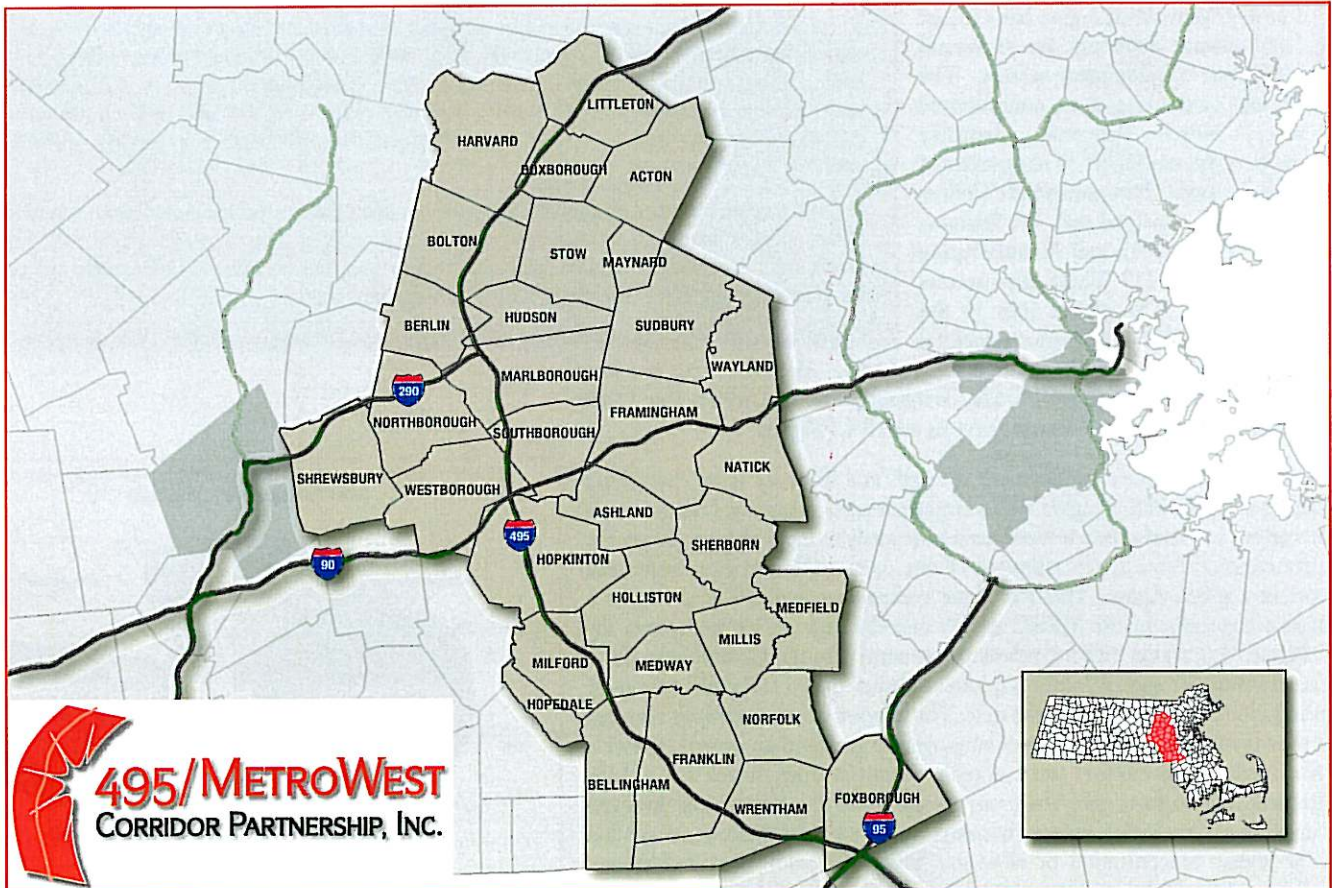 LITTLETON
HARVARD
BOXBOROUGH
ACTON
BOLTON
STOW
MAYNARD
BERLIN
HUDSON
SUDBURY
WAYLAND
MARLBOROUGH
290
FRAMINGHAM
NORTHBOROUGH
SOUTHBOROUGH
NATICK
SHREWSBURY
WESTBOROUGH
ASHLAND
495
SHERBORN
90
HOPKINTON
HOLLISTON
MEDFIELD
MILLIS
MILFORD
MEDWAY
HOPEDALE
NORFOLK
FRANKLIN
BELLINGHAM
FOXBOROUGH
WRENTHAM
95
495/METROWEST
CORRIDOR PARTNERSHIP, INC.